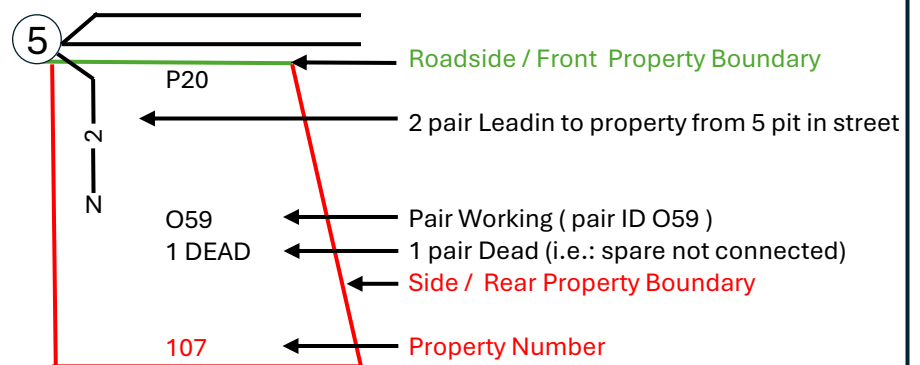 5
Roadside / Front Property Boundary
P20
2 pair Leadin to property from 5 pit in street
2
N
O59
Pair Working ( pair ID O59 )
1 DEAD
1 pair Dead (i.e.: spare not connected)
Side / Rear Property Boundary
107
Property Number